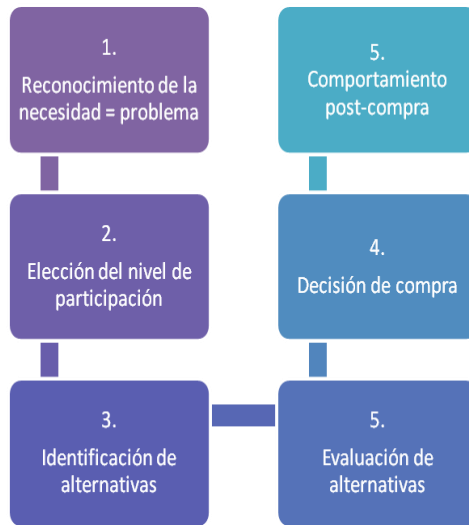 1.
Reconocimiento de la
necesidad = problema
2.
Elección del nivel de
participación
3.
Identificación de
alternativas
5.
Evaluación de
alternativas
4.
Decisión de compra
5.
Comportamiento
post-compra